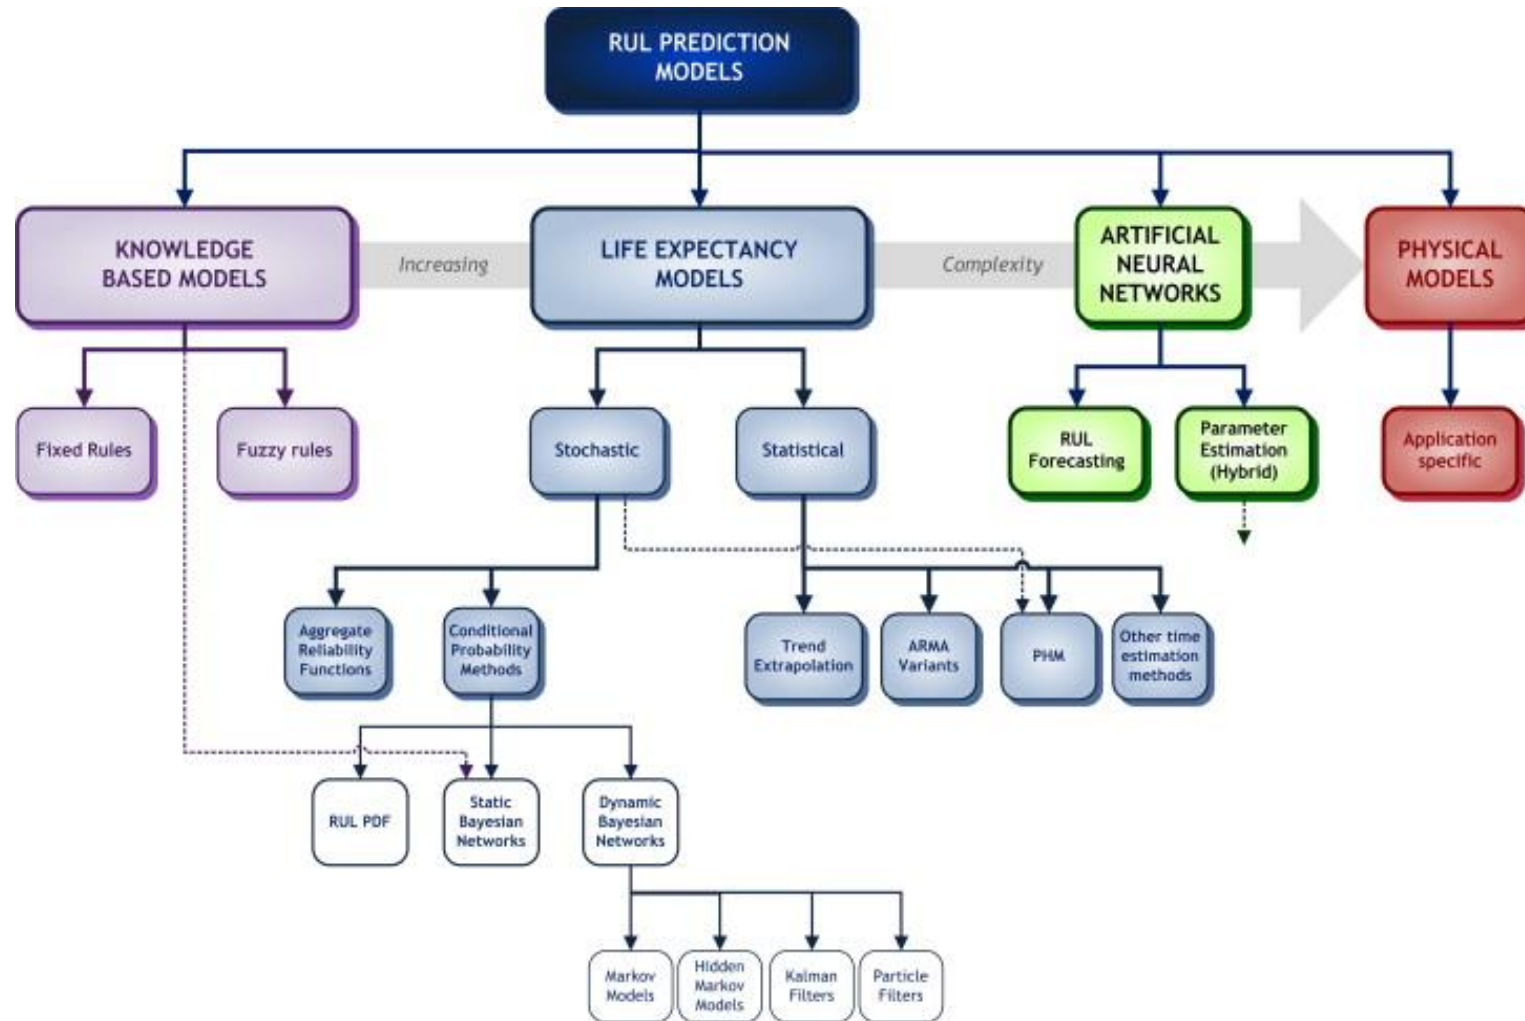 RUL PREDICTION
MODELS
KNOWLEDGE
BASED MODELS
Increasing
LIFE EXPECTANCY
MODELS
Complexity
ARTIFICIAL
NEURAL
NETWORKS
PHYSICAL
MODELS
Fixed Rules
Fuzzy rules
Stochastic
Statistical
RUL
Forecasting
Parameter
Estimation
(Hybrid)
Application
specific
Aggregate
Reliability
Functions
Conditional
Probability
Methods
Trend
Extrapolation
ARMA
Variants
PHM
Other time
estimation
methods
RUL PDF
Static
Bayesian
Networks
Dynamic
Bayesian
Networks
Markov
Models
Hidden
Markov
Models
Kalman
Filters
Particle
Filters